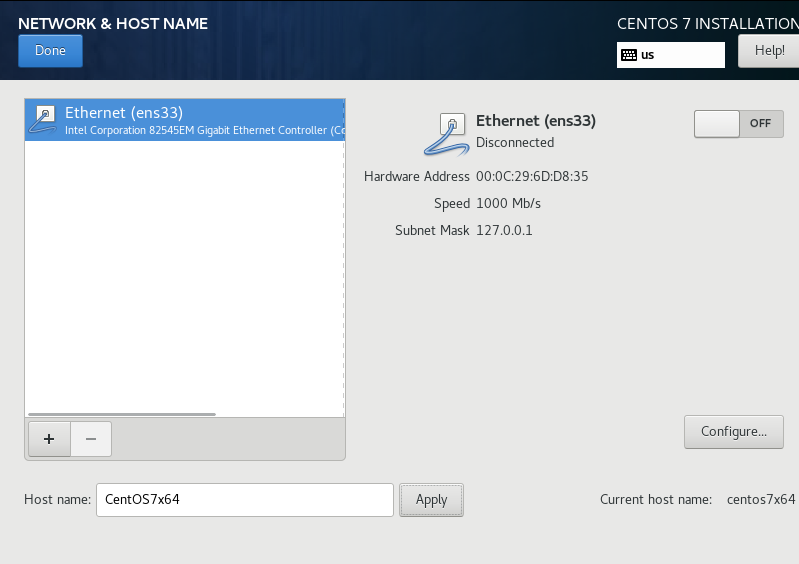 NETWORK & HOST NAME
CENTOS 7 INSTALLATION
Done
us
Help!
Ethernet (ens33)
Intel Corporation 82545EM Gigabit Ethernet Controller (Co
Ethernet (ens33)
Disconnected
OFF
Hardware Address 00:0C:29:6D:D8:35
Speed 1000 Mb/s
Subnet Mask 127.0.0.1
+ −
Configure...
Host name: CentOS7x64 Apply Current host name: centos7x64